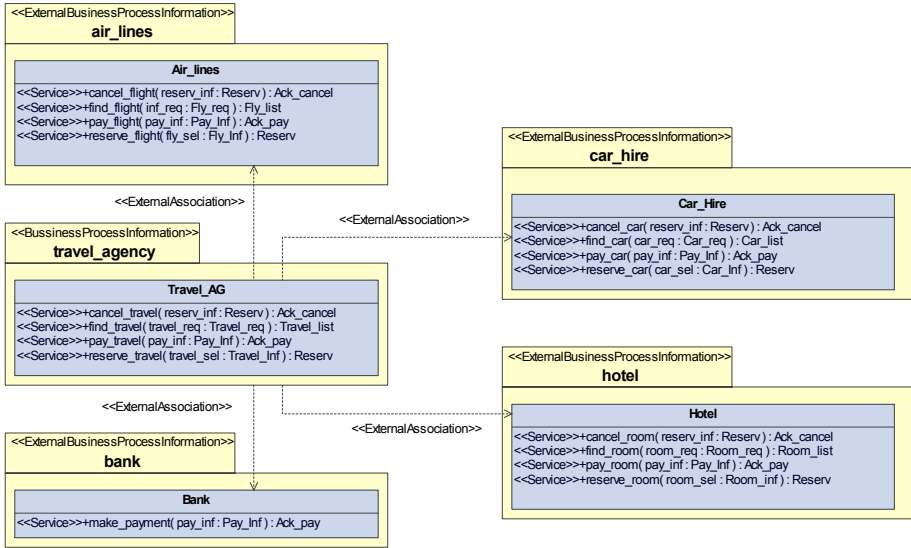 <<ExternalBusinessProcessInformation>>
air_lines
Air_lines
<<Service>>+cancel_flight( reserv_inf : Reserv ) : Ack_cancel
<<Service>>+find_flight( inf_req : Fly_req ) : Fly_list
<<Service>>+pay_flight( pay_inf : Pay_Inf ) : Ack_pay
<<Service>>+reserve_flight( fly_sel : Fly_Inf ) : Reserv
<<ExternalAssociation>>
<<ExternalBusinessProcessInformation>>
car_hire
Car_Hire
<<Service>>+cancel_car( reserv_inf : Reserv ) : Ack_cancel
<<Service>>+find_car( car_req : Car_req ) : Car_list
<<Service>>+pay_car( pay_inf : Pay_Inf ) : Ack_pay
<<Service>>+reserve_car( car_sel : Car_Inf ) : Reserv
<<ExternalAssociation>>
<<BussinessProcessInformation>>
travel_agency
Travel_AG
<<Service>>+cancel_travel( reserv_inf : Reserv ) : Ack_cancel
<<Service>>+find_travel( travel_req : Travel_req ) : Travel_list
<<Service>>+pay_travel( pay_inf : Pay_Inf ) : Ack_pay
<<Service>>+reserve_travel( travel_sel : Travel_Inf ) : Reserv
<<ExternalAssociation>>
<<ExternalAssociation>>
<<ExternalBusinessProcessInformation>>
hotel
Hotel
<<Service>>+cancel_room( reserv_inf : Reserv ) : Ack_cancel
<<Service>>+find_room( room_req : Room_req ) : Room_list
<<Service>>+pay_room( pay_inf : Pay_Inf ) : Ack_pay
<<Service>>+reserve_room( room_sel : Room_inf ) : Reserv
<<ExternalBusinessProcessInformation>>
bank
Bank
<<Service>>+make_payment( pay_inf : Pay_Inf ) : Ack_pay